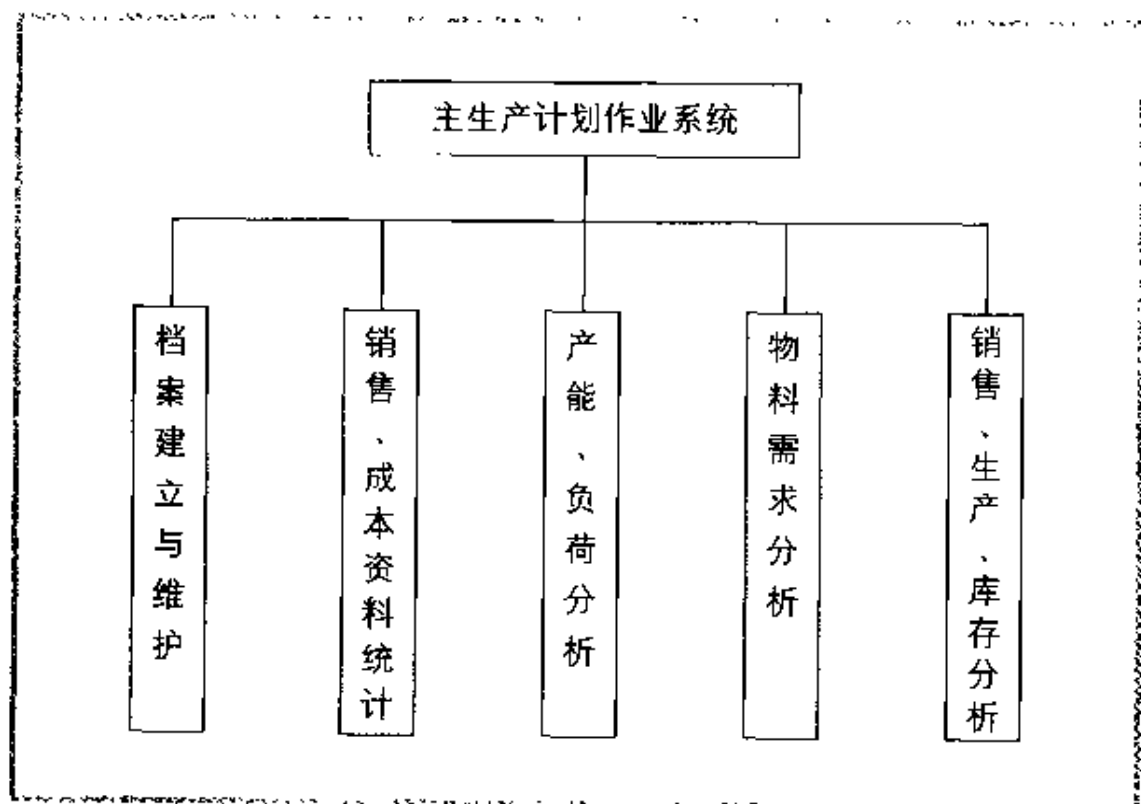 主生产计划作业系统
档案建立与维护
销售、成本资料统计
产能、负荷分析
物料需求分析
销售、生产、库存分析